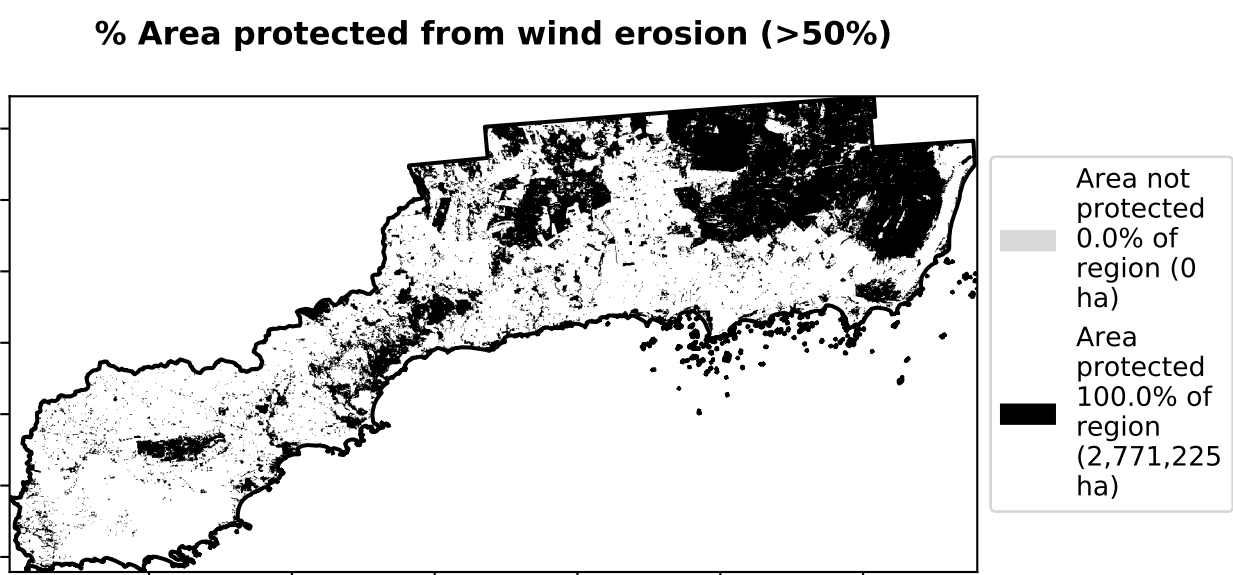 % Area protected from wind erosion (>50%)
Area not
protected
0.0% of
region (0
ha)
Area
protected
100.0% of
region
(2,771,225
ha)